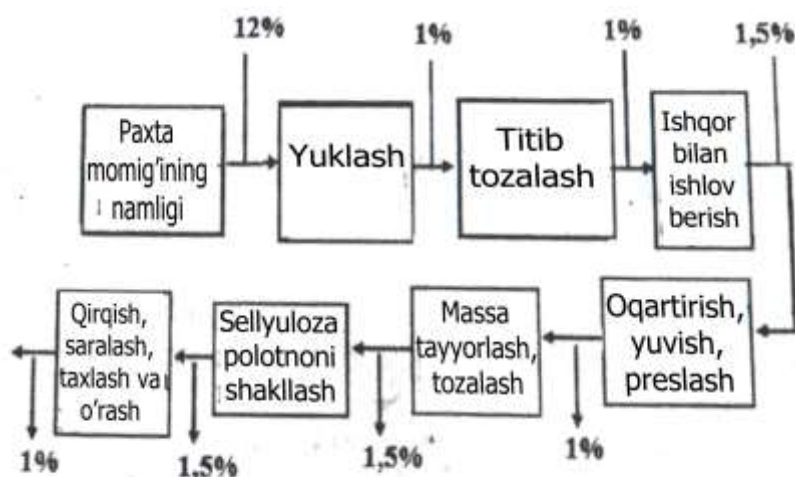 12%
1%
1%
1,5%
Paxta
momig'ining
namligi
Yuklash
Titib
tozalash
Ishqor
bilan
ishlov
berish
Qirqish,
saralash,
taxlash va
o'rash
Sellyuloza
polotnoni
shakllash
Massa
tayyorlash,
tozalash
Oqartirish,
yuvish,
preslash
1%
1,5%
1,5%
1%